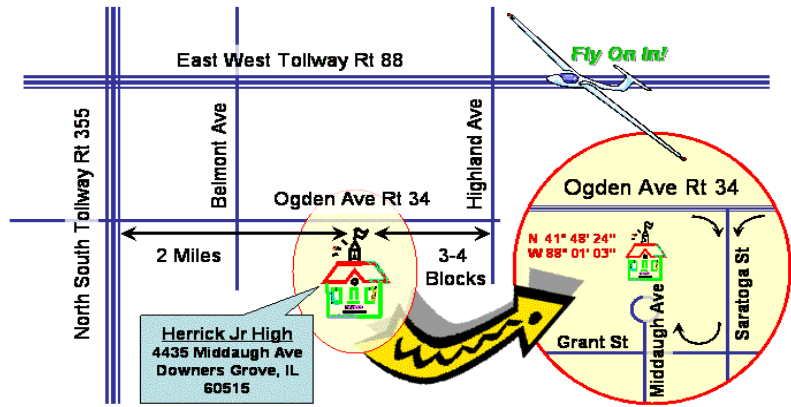 East West Tollway Rt 88
Fly On In!
North South Tollway Rt 355
Belmont Ave
Highland Ave
Ogden Ave Rt 34
2 Miles
3-4
Blocks
Herrick Jr High
4435 Middaugh Ave
Downers Grove, IL
60515
Ogden Ave Rt 34
N 41° 48' 24"
W 88° 01' 03"
Saratoga St
Middaugh Ave
Grant St